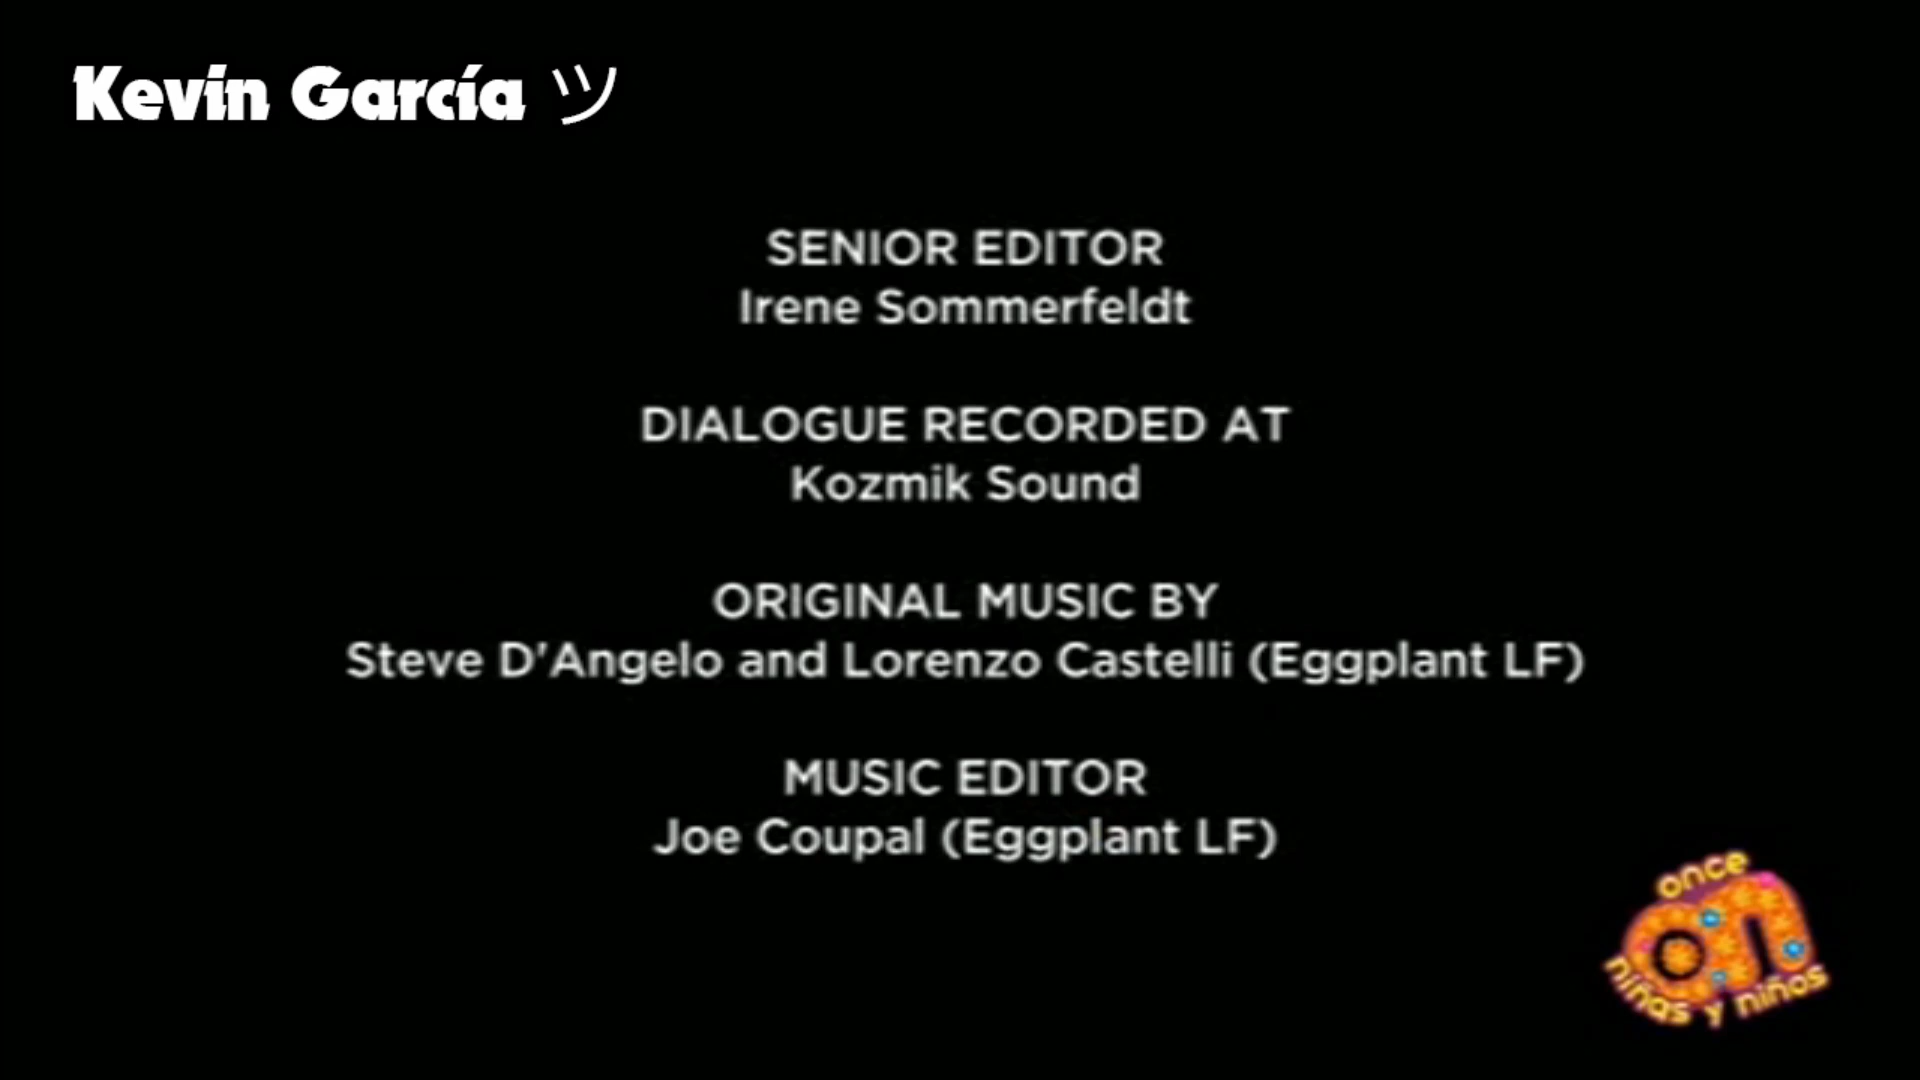 Kevin García ツ
SENIOR EDITOR
Irene Sommerfeldt
DIALOGUE RECORDED AT
Kozmik Sound
ORIGINAL MUSIC BY
Steve D'Angelo and Lorenzo Castelli (Eggplant LF)
MUSIC EDITOR
Joe Coupal (Eggplant LF)
once
on
niñas y niños